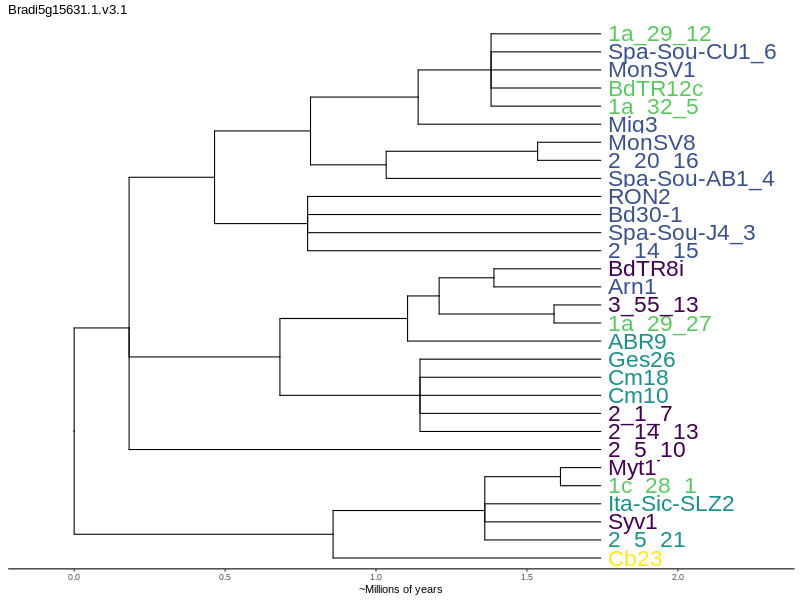 Bradi5g15631.1.v3.1
1a_29_12
Spa-Sou-CU1_6
MonSV1
BdTR12c
1a_32_5
Mig3
MonSV8
2_20_16
Spa-Sou-AB1_4
RON2
Bd30-1
Spa-Sou-J4_3
2_14_15
BdTR8i
Arn1
3_55_13
1a_29_27
ABR9
Ges26
Cm18
Cm10
2_1_7
2_14_13
2_5_10
Myt1
1c_28_1
Ita-Sic-SLZ2
Syv1
2_5_21
Cb23
0.0 0.5 1.0 1.5 2.0
~Millions of years